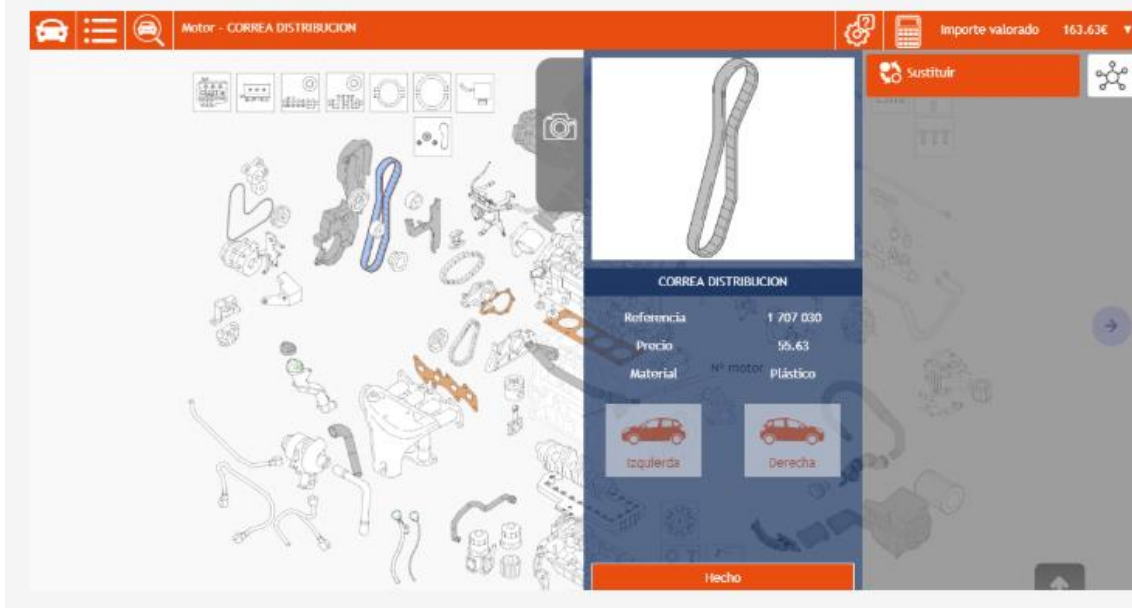 Motor - CORREA DISTRIBUCION
Importe valorado 163.63€
Sustituir
CORREA DISTRIBUCION
Referencia 1 707 030
Precio 55.63
Nº motor
Material Plástico
Izquierda Derecha
Hecho